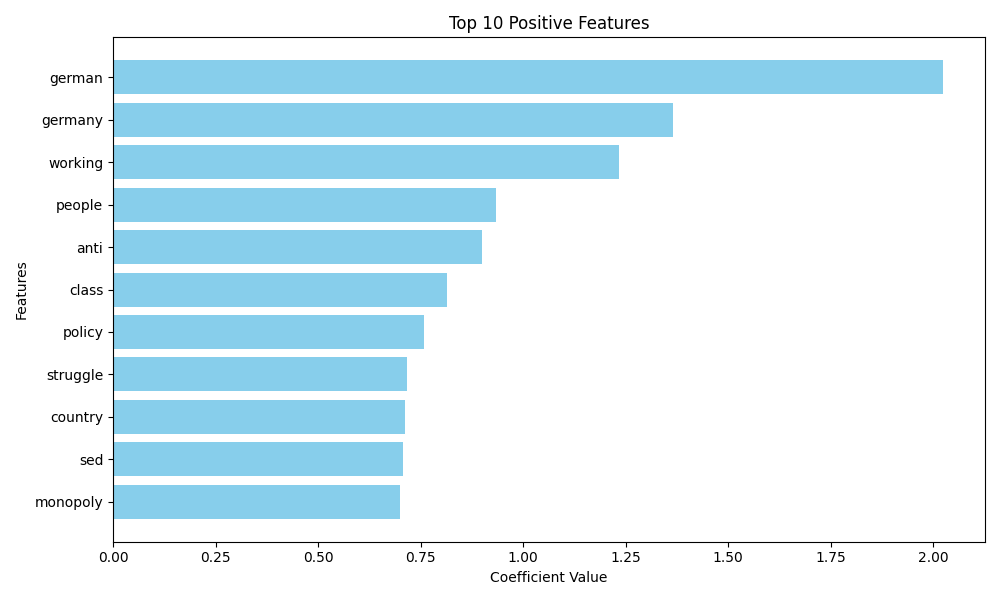 Top 10 Positive Features
german
germany
working
people
anti
class
policy
struggle
country
sed
monopoly
Features
0.00 0.25 0.50 0.75 1.00 1.25 1.50 1.75 2.00
Coefficient Value